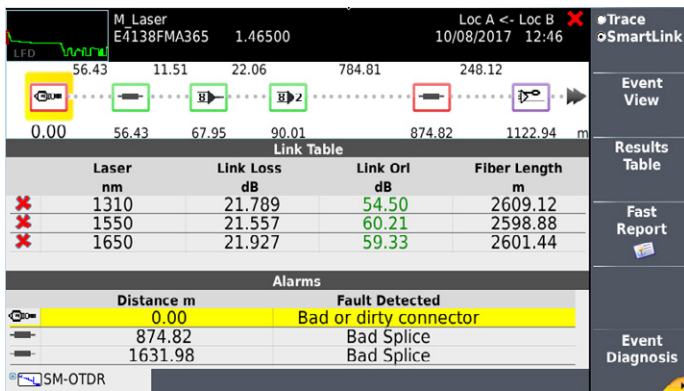 M_Laser Loc A <- Loc B
E4138FMA365 1.46500 10/08/2017 12:46
LFD
Trace
SmartLink
56.43 11.51 22.06 784.81 248.12
8 8 2
0.00 56.43 67.95 90.01 874.82 1122.94 m
Event
View
Link Table
Laser Link Loss Link Orl Fiber Length
nm dB dB m
1310 21.789 54.50 2609.12
1550 21.557 60.21 2598.88
1650 21.927 59.33 2601.44
Results
Table
Fast
Report
Alarms
Distance m Fault Detected
0.00 Bad or dirty connector
874.82 Bad Splice
1631.98 Bad Splice
Event
Diagnosis
SM-OTDR